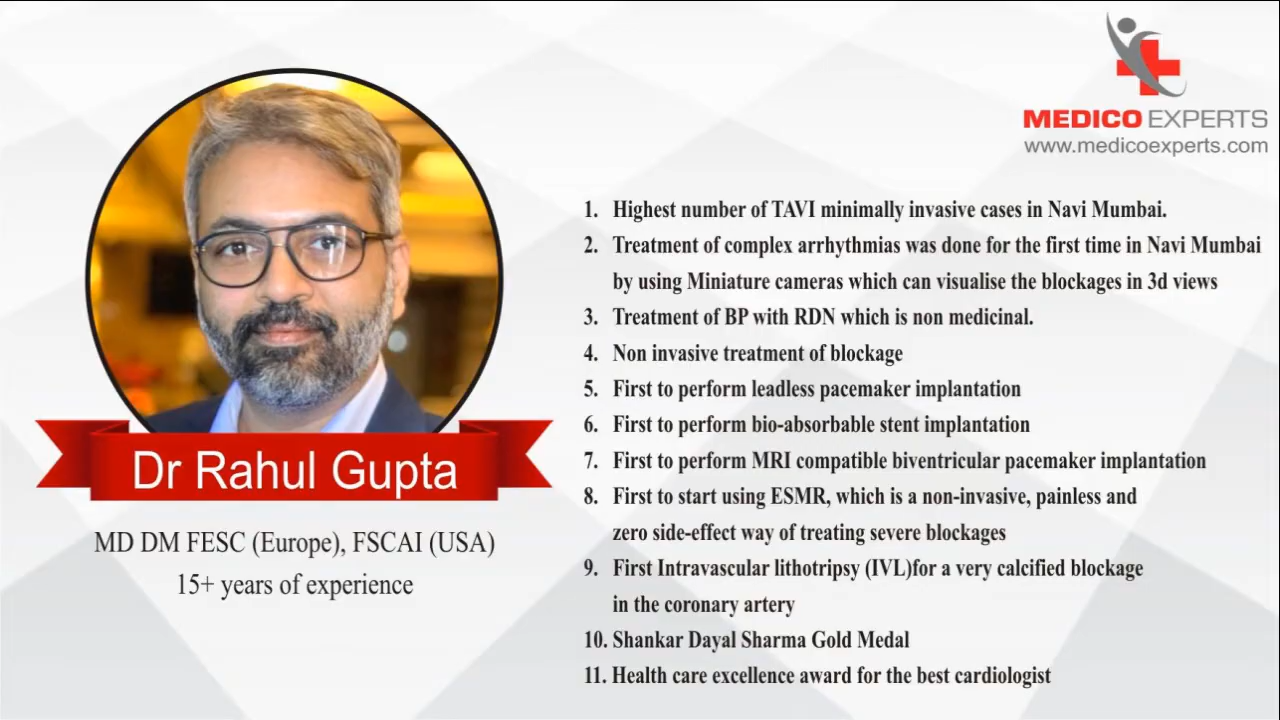 MEDICO EXPERTS
www.medicoexperts.com
Dr Rahul Gupta
MD DM FESC (Europe), FSCAI (USA)
15+ years of experience
1. Highest number of TAVI minimally invasive cases in Navi Mumbai.
2. Treatment of complex arrhythmias was done for the first time in Navi Mumbai
by using Miniature cameras which can visualise the blockages in 3d views
3. Treatment of BP with RDN which is non medicinal.
4. Non invasive treatment of blockage
5. First to perform leadless pacemaker implantation
6. First to perform bio-absorbable stent implantation
7. First to perform MRI compatible biventricular pacemaker implantation
8. First to start using ESMR, which is a non-invasive, painless and
zero side-effect way of treating severe blockages
9. First Intravascular lithotripsy (IVL)for a very calcified blockage
in the coronary artery
10. Shankar Dayal Sharma Gold Medal
11. Health care excellence award for the best cardiologist